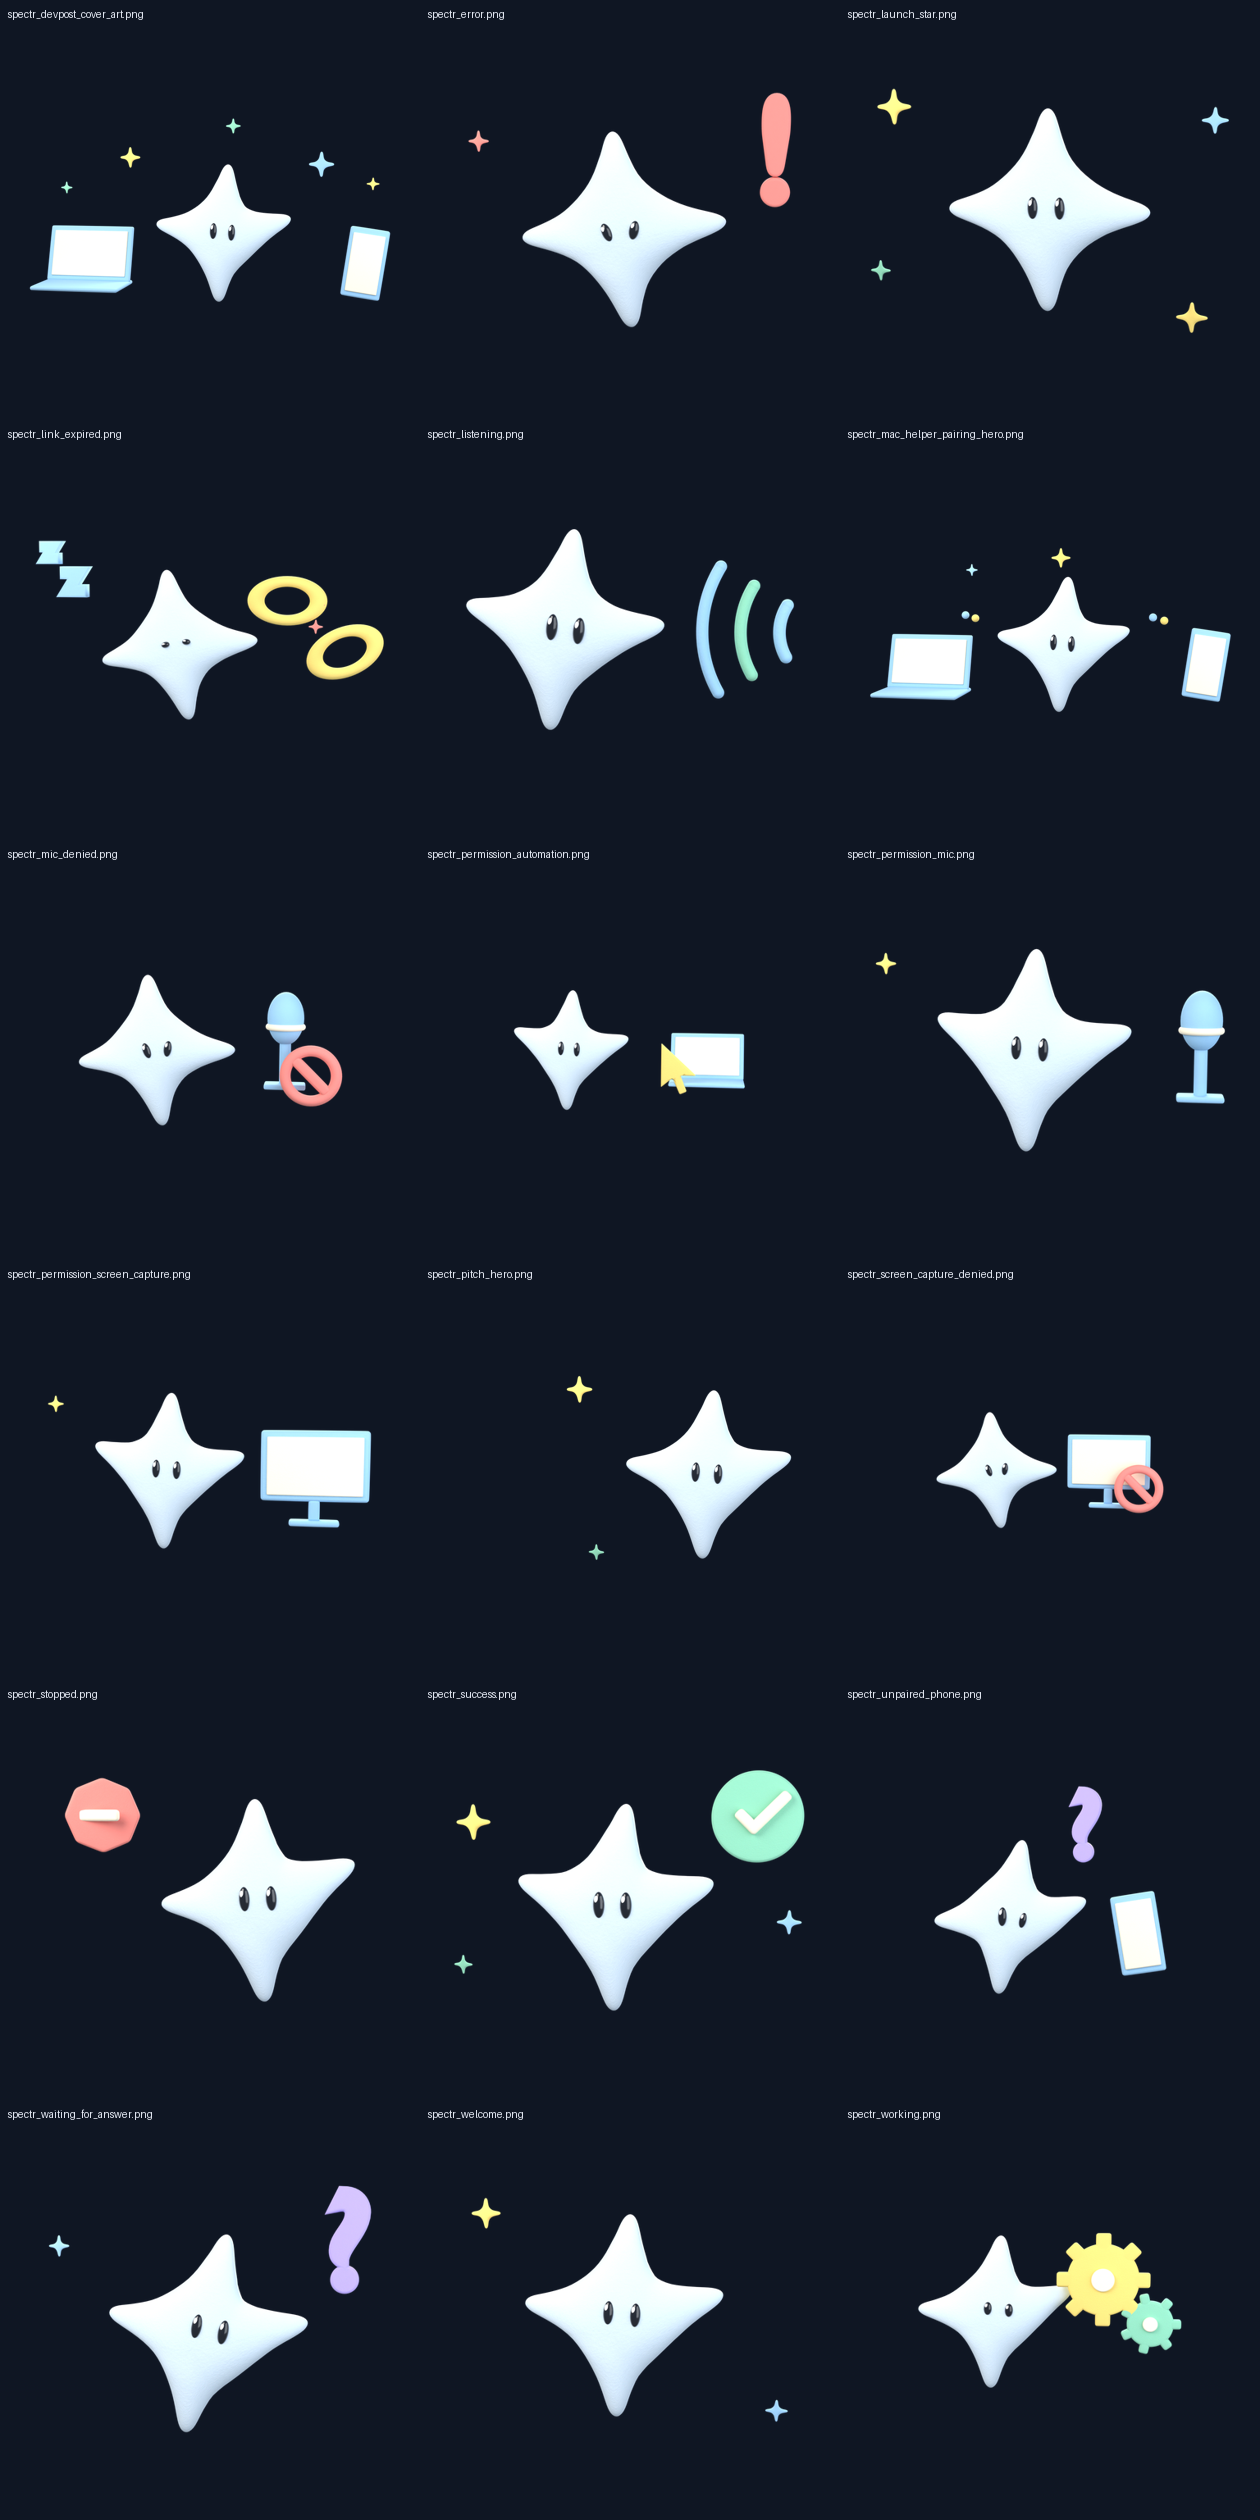 spectr_devpost_cover_art.png
spectr_error.png
spectr_launch_star.png
spectr_link_expired.png
spectr_listening.png
spectr_mac_helper_pairing_hero.png
spectr_mic_denied.png
spectr_permission_automation.png
spectr_permission_mic.png
spectr_permission_screen_capture.png
spectr_pitch_hero.png
spectr_screen_capture_denied.png
spectr_stopped.png
spectr_success.png
spectr_unpaired_phone.png
spectr_waiting_for_answer.png
spectr_welcome.png
spectr_working.png